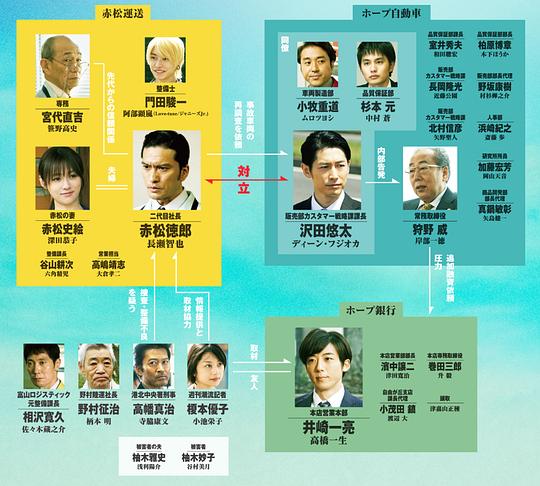 赤松運送
専務
宮代直吉
笹野高史
整備士
門田駿一
阿部顕嵐(Love-tune/ジャニーズJr.)
先代からの信頼関係
夫婦
赤松の妻
赤松史絵
深田恭子
二代目社長
赤松徳郎
長瀬智也
整備課長
谷山耕次
六角精児
営業担当
高嶋靖志
大倉孝二
事故車両の
再調査を依頼
対立
ホープ自動車
同僚
車両製造部
小牧重道
ムロツヨシ
品質保証部
杉本 元
中村 蒼
販売部カスタマー戦略課課長
沢田悠太
ディーン・フジオカ
内部告発
常務取締役
狩野 威
岸部一徳
品質保証部課長
室井秀夫
和田聰宏
品質保証部部長
柏原博章
木下ほうか
販売部
カスタマー戦略課
長岡隆光
近藤公園
販売部部長代理
野坂康樹
村杉蝉之介
販売部
カスタマー戦略課
北村信彦
矢野聖人
人事部
浜崎紀之
斎藤 歩
研究所所員
加藤宏芳
岡山天音
商品開発部
部長代理
真鍋敏彰
矢島健一
追加融資依頼
圧力
ホープ銀行
本店営業本部
井崎一亮
高橋一生
本店営業部部長
濱中譲二
津田寛治
本店専務取締役
巻田三郎
升 毅
自由が丘支店
課長代理
小茂田 鎮
渡辺 大
頭取
津嘉山正種
取材
友人
捜査・整備不良
を疑う
情報提供と
取材協力
富山ロジスティック
元整備課長
相沢寛久
佐々木蔵之介
野村陸運社長
野村征治
柄本 明
港北中央署刑事
高幡真治
寺脇康文
週刊潮流記者
榎本優子
小池栄子
被害者の夫
柚木雅史
浅利陽介
被害者
柚木妙子
谷村美月